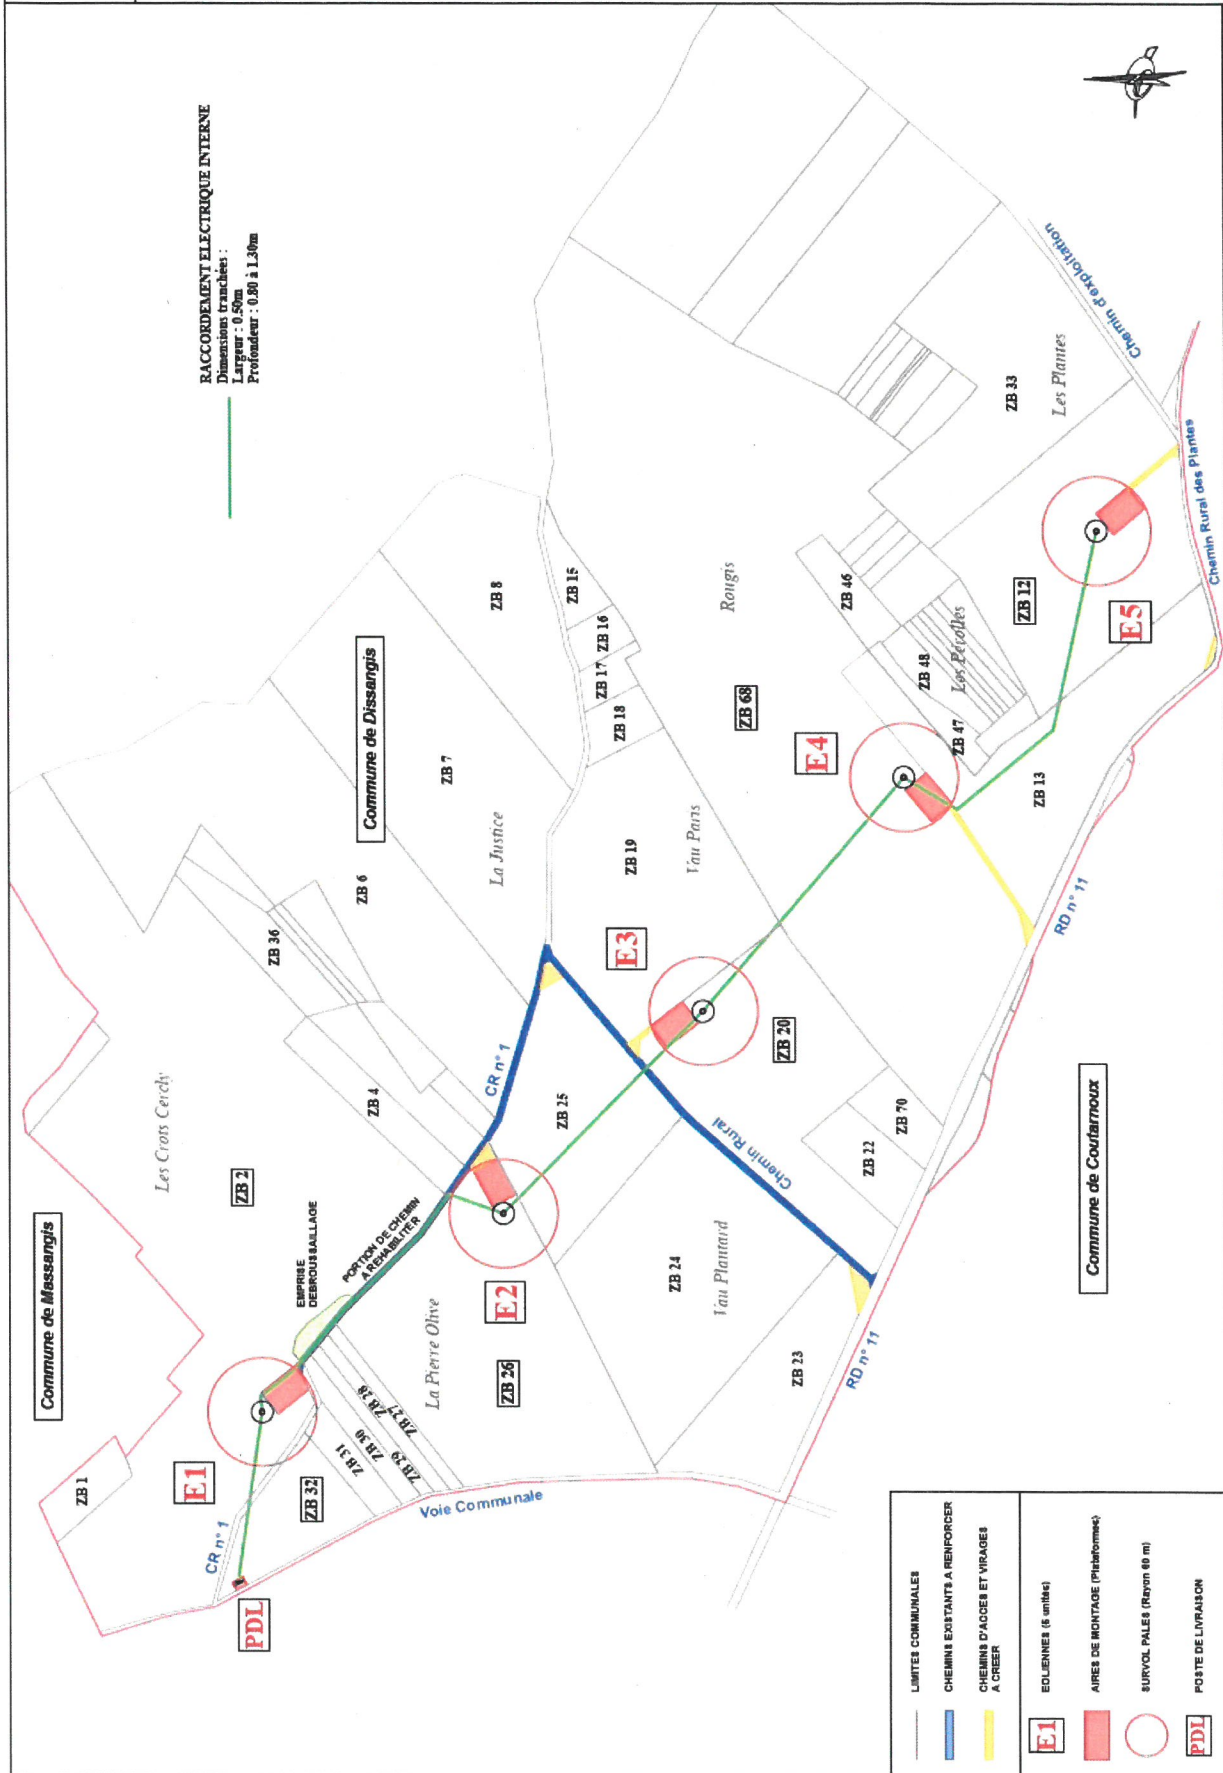 RACCORDEMENT ELECTRIQUE INTERNE
Dimensions tranchées :
Largeur : 0.50m
Profondeur : 0.80 à 1.30m
Commune de Massangis
ZB 1
Les Crots Cercly
ZB 2
ZB 36
ZB 6
Commune de Dissangis
ZB 7
ZB 8
La Justice
ZB 4
EMPRISE
DEBROUSSAILLAGE
PORTION DE CHEMIN
A REHABILITER
E1
CR n° 1
PDL
ZB 32
ZB 31
ZB 30
ZB 29
ZB 28
ZB 27
Voie Communale
La Pierre Olive
ZB 26
E2
CR n° 1
ZB 25
E3
ZB 19
ZB 18
ZB 17
ZB 16
ZB 15
Vau Paris
Rougis
ZB 68
ZB 20
Chemin Rural
ZB 24
Vau Plantard
ZB 23
ZB 22
ZB 70
RD n° 11
E4
ZB 46
ZB 48
ZB 47
Les Pévolles
ZB 13
ZB 12
E5
ZB 33
Les Plantes
Chemin d'exploitation
Chemin Rural des Plantes
RD n° 11
Commune de Coutarnoux
LIMITES COMMUNALES
CHEMINS EXISTANTS A RENFORCER
CHEMINS D'ACCES ET VIRAGES
A CREER
E1
EOLIENNES (5 unités)
AIRES DE MONTAGE (Plateformes)
SURVOL PALES (Rayon 60 m)
PDL
POSTE DE LIVRAISON